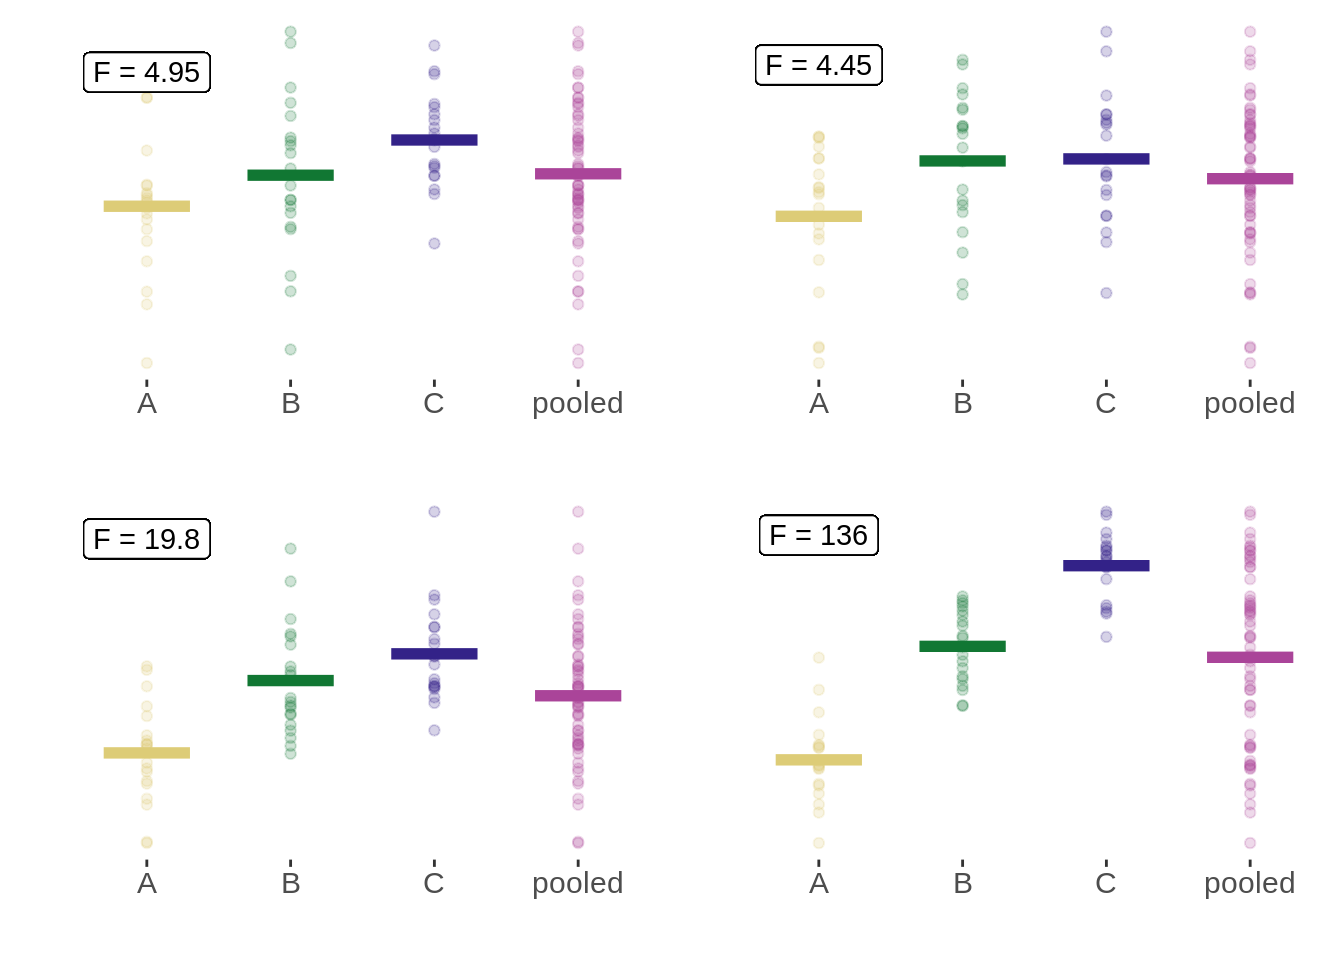 F = 4.95
A B C pooled
F = 4.45
A B C pooled
F = 19.8
A B C pooled
F = 136
A B C pooled